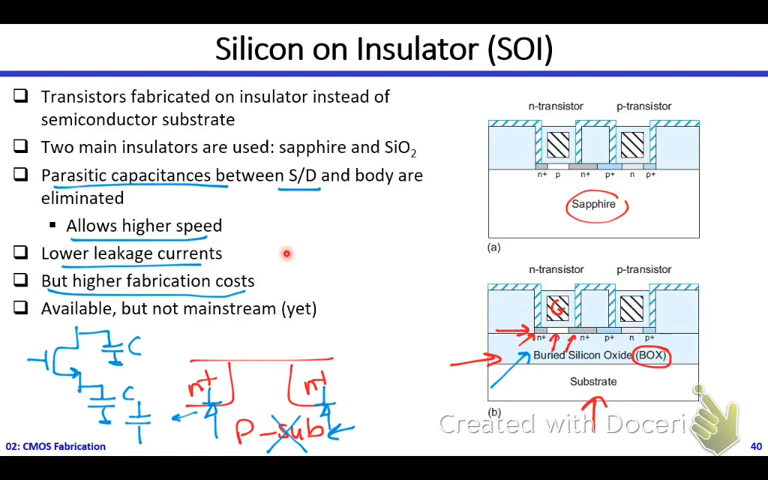 Silicon on Insulator (SOI)
Transistors fabricated on insulator instead of
semiconductor substrate
Two main insulators are used: sapphire and SiO2
Parasitic capacitances between S/D and body are
eliminated
Allows higher speed
Lower leakage currents
But higher fabrication costs
Available, but not mainstream (yet)
n-transistor p-transistor
n+ p n+ p+ n p+
Sapphire
(a)
n-transistor p-transistor
G
n+ p n+ p+ n p+
Buried Silicon Oxide (BOX)
Substrate
(b)
C
C
n+ n+
P-sub
Created with Doceri
02: CMOS Fabrication
40